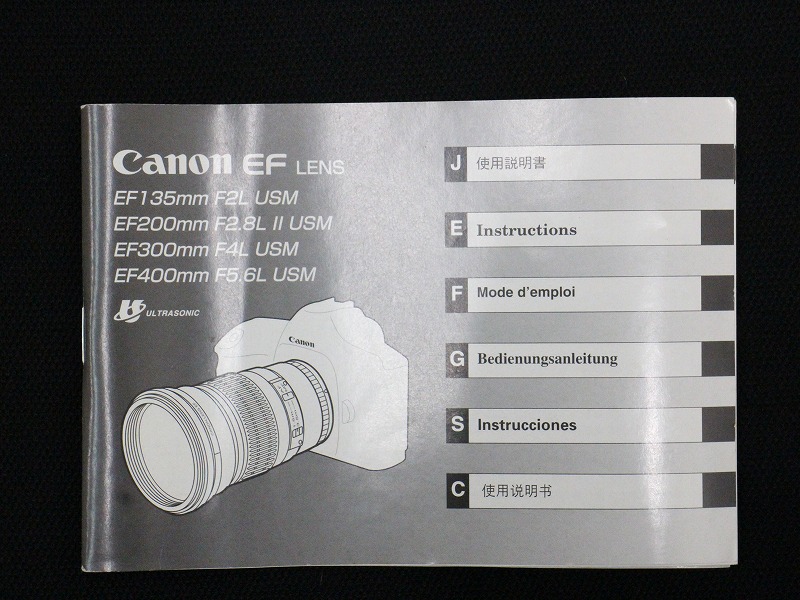 Canon EF LENS
EF135mm F2L USM
EF200mm F2.8L II USM
EF300mm F4L USM
EF400mm F5.6L USM
ULTRASONIC
Canon
J 使用説明書
E Instructions
F Mode d'emploi
G Bedienungsanleitung
S Instrucciones
C 使用说明书